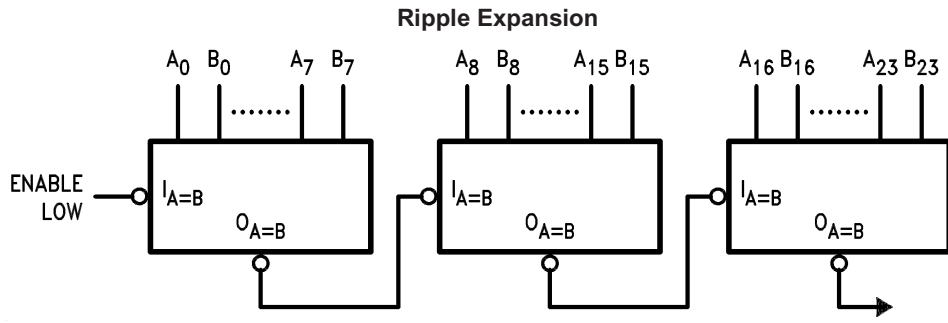 Ripple Expansion
A0 B0 A7 B7 A8 B8 A15 B15 A16 B16 A23 B23
ENABLE LOW IA=B IA=B IA=B
OA=B OA=B OA=B